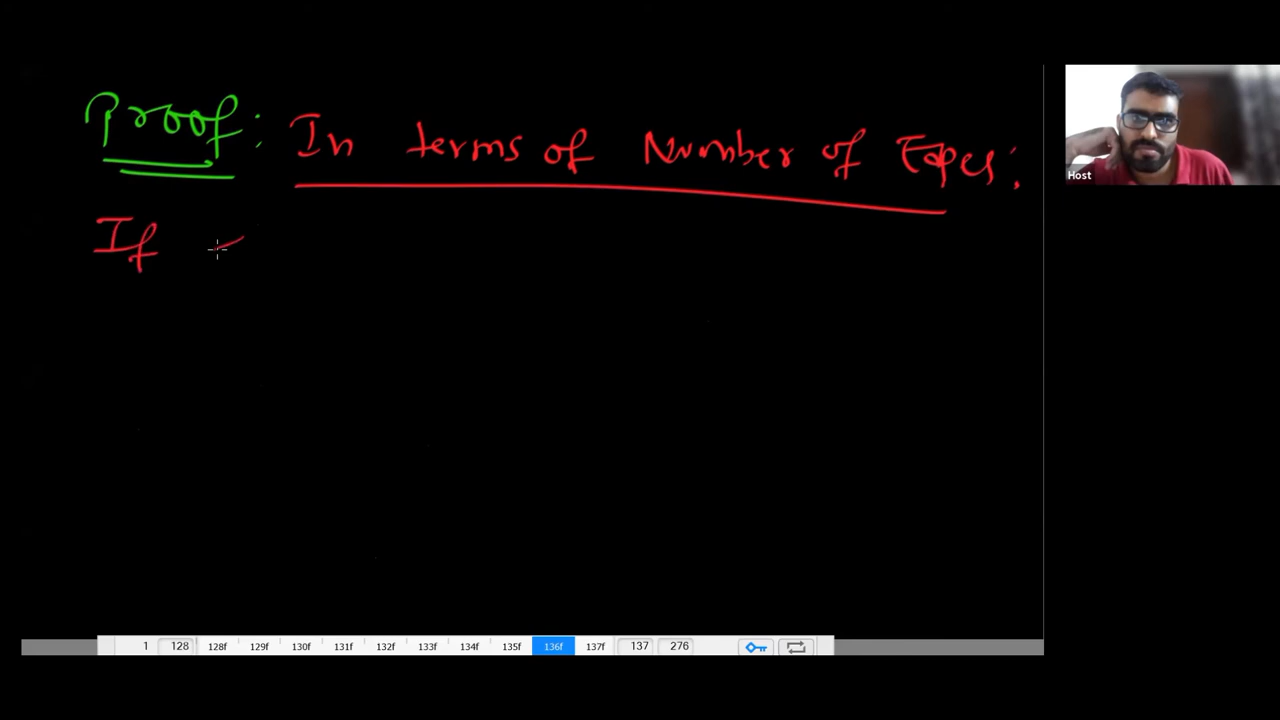 Proof: In terms of Number of Edges:
If
Host
1 128 128f 129f 130f 131f 132f 133f 134f 135f 136f 137f 137 276